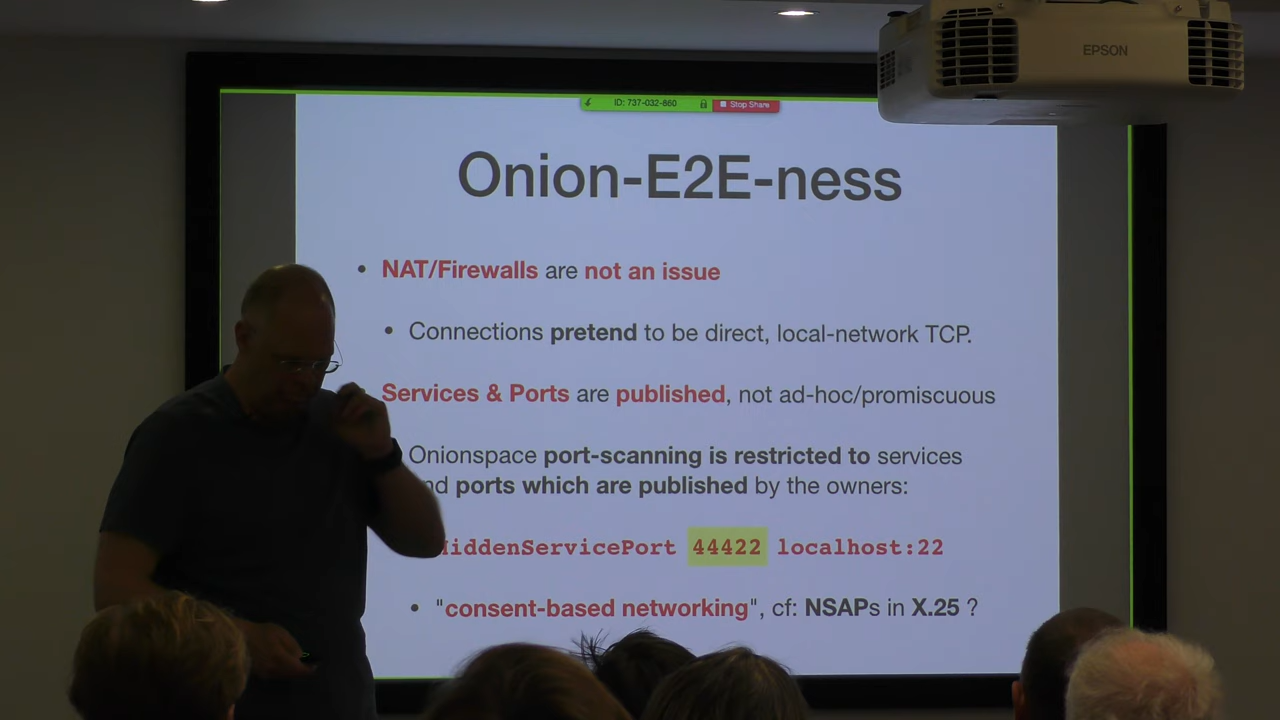 EPSON
ID: 737-032-860 Stop Share
Onion-E2E-ness
• NAT/Firewalls are not an issue
• Connections pretend to be direct, local-network TCP.
Services & Ports are published, not ad-hoc/promiscuous
Onionspace port-scanning is restricted to services
nd ports which are published by the owners:
iddenServicePort 44422 localhost:22
• "consent-based networking", cf: NSAPs in X.25 ?